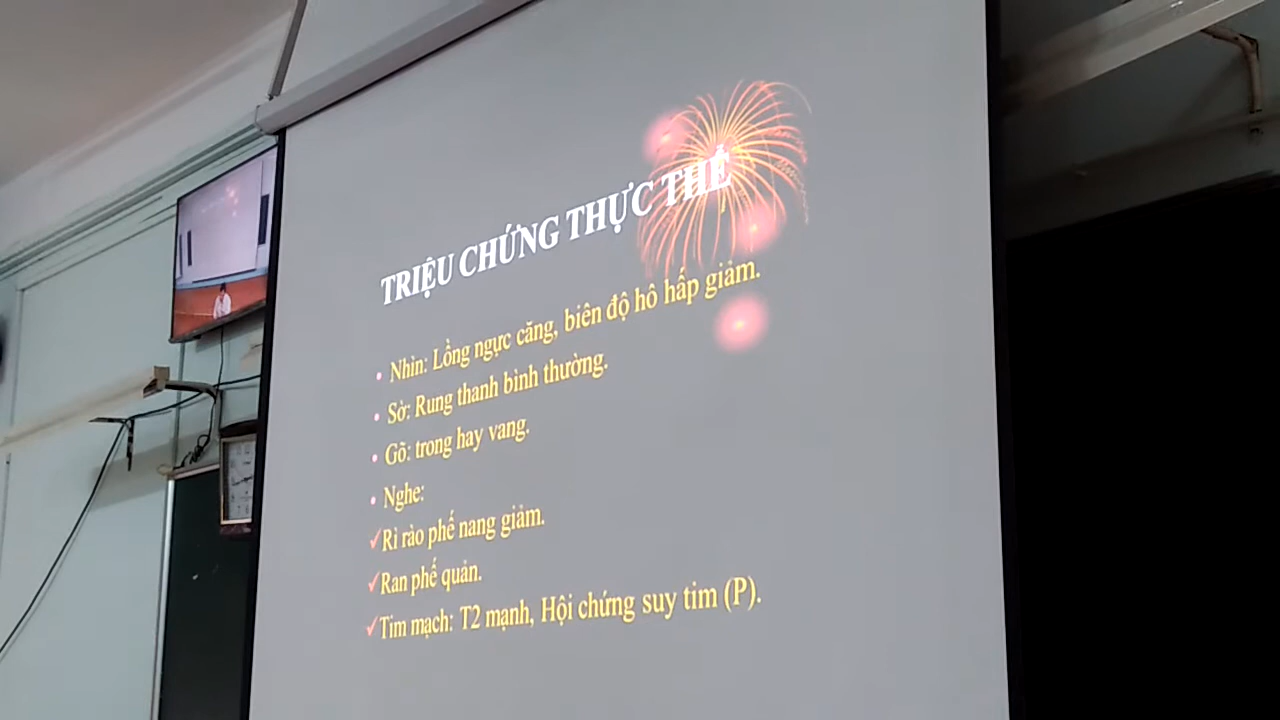 TRIỆU CHỨNG THỰC THỂ
• Nhìn: Lồng ngực căng, biên độ hô hấp giảm.
• Sờ: Rung thanh bình thường.
• Gõ: trong hay vang.
• Nghe:
✓Rì rào phế nang giảm.
✓Ran phế quản.
✓Tim mạch: T2 mạnh, Hội chứng suy tim (P).